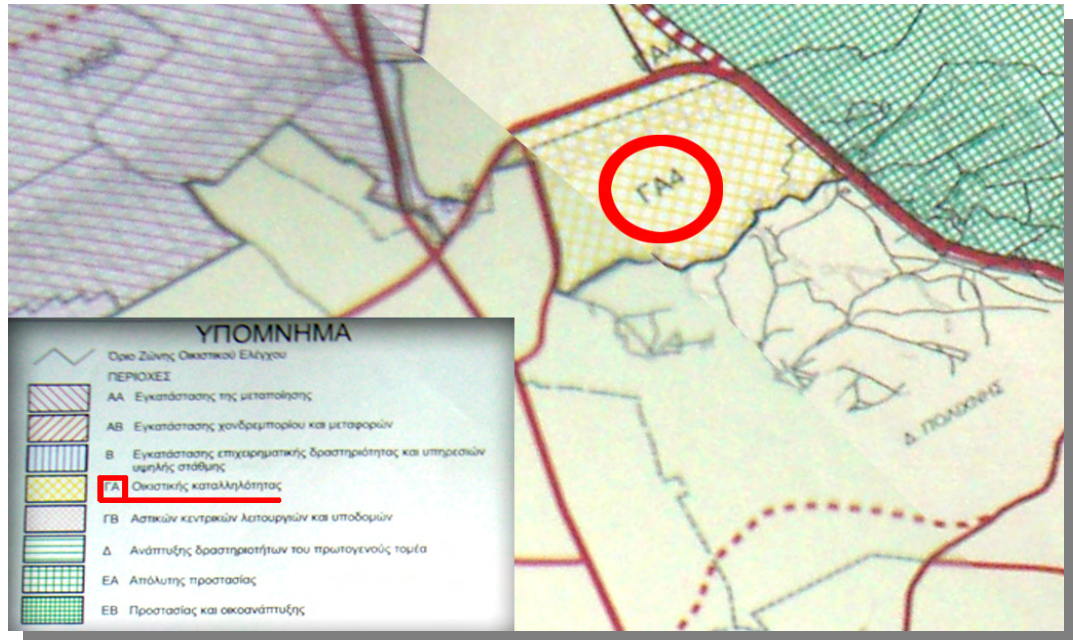 ΓΑ4
Δ. ΠΟΛΙΧΝΗΣ
ΥΠΟΜΝΗΜΑ
Όριο Ζώνης Οικιστικού Ελέγχου
ΠΕΡΙΟΧΕΣ
ΑΑ Εγκατάστασης της μεταποίησης
ΑΒ Εγκατάστασης χονδρεμπορίου και μεταφορών
Β Εγκατάστασης επιχειρηματικής δραστηριότητας και υπηρεσιών
υψηλής στάθμης
ΓΑ Οικιστικής καταλληλότητας
ΓΒ Αστικών κεντρικών λειτουργιών και υποδομών
Δ Ανάπτυξης δραστηριοτήτων του πρωτογενούς τομέα
ΕΑ Απόλυτης προστασίας
ΕΒ Προστασίας και οικοανάπτυξης